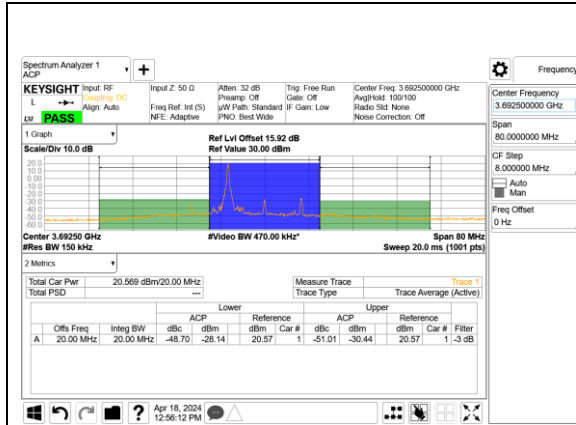 Spectrum Analyzer 1
ACP
+
Frequency
KEYSIGHT
L
PASS
Input: RF
Coupling: DC
Align: Auto
Input Z: 50 Ω
Freq Ref: Int (S)
NFE: Adaptive
Atten: 32 dB
Preamp: Off
µW Path: Standard
PNO: Best Wide
Trig: Free Run
Gate: Off
IF Gain: Low
Center Freq: 3.692500000 GHz
Avg|Hold: 100/100
Radio Std: None
Noise Correction: Off
Center Frequency
3.692500000 GHz
Span
80.0000000 MHz
CF Step
8.000000 MHz
Auto
Man
Freq Offset
0 Hz
1 Graph
Scale/Div 10.0 dB
Ref Lvl Offset 15.92 dB
Ref Value 30.00 dBm
20.0
10.0
0.00
-10.0
-20.0
-30.0
-40.0
-50.0
-60.0
Center 3.69250 GHz
#Video BW 470.00 kHz*
Span 80 MHz
#Res BW 150 kHz
Sweep 20.0 ms (1001 pts)
2 Metrics
Total Car Pwr 20.569 dBm/20.00 MHz
Total PSD ---
Measure Trace Trace 1
Trace Type Trace Average (Active)
Lower Upper
ACP Reference ACP Reference
Offs Freq Integ BW dBc dBm dBm Car # dBc dBm dBm Car # Filter
A 20.00 MHz 20.00 MHz -48.70 -28.14 20.57 1 -51.01 -30.44 20.57 1 -3 dB
?
Apr 18, 2024
12:56:12 PM